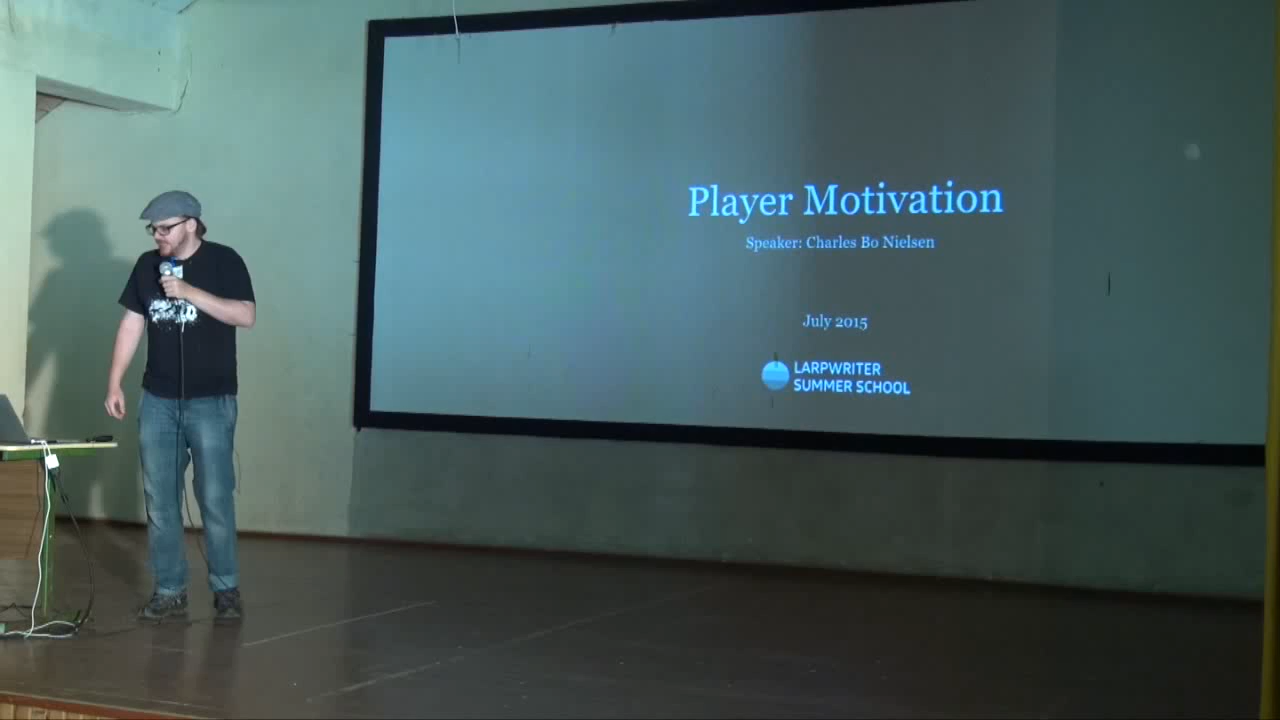 Player Motivation
Speaker: Charles Bo Nielsen
July 2015
LARPWRITER
SUMMER SCHOOL